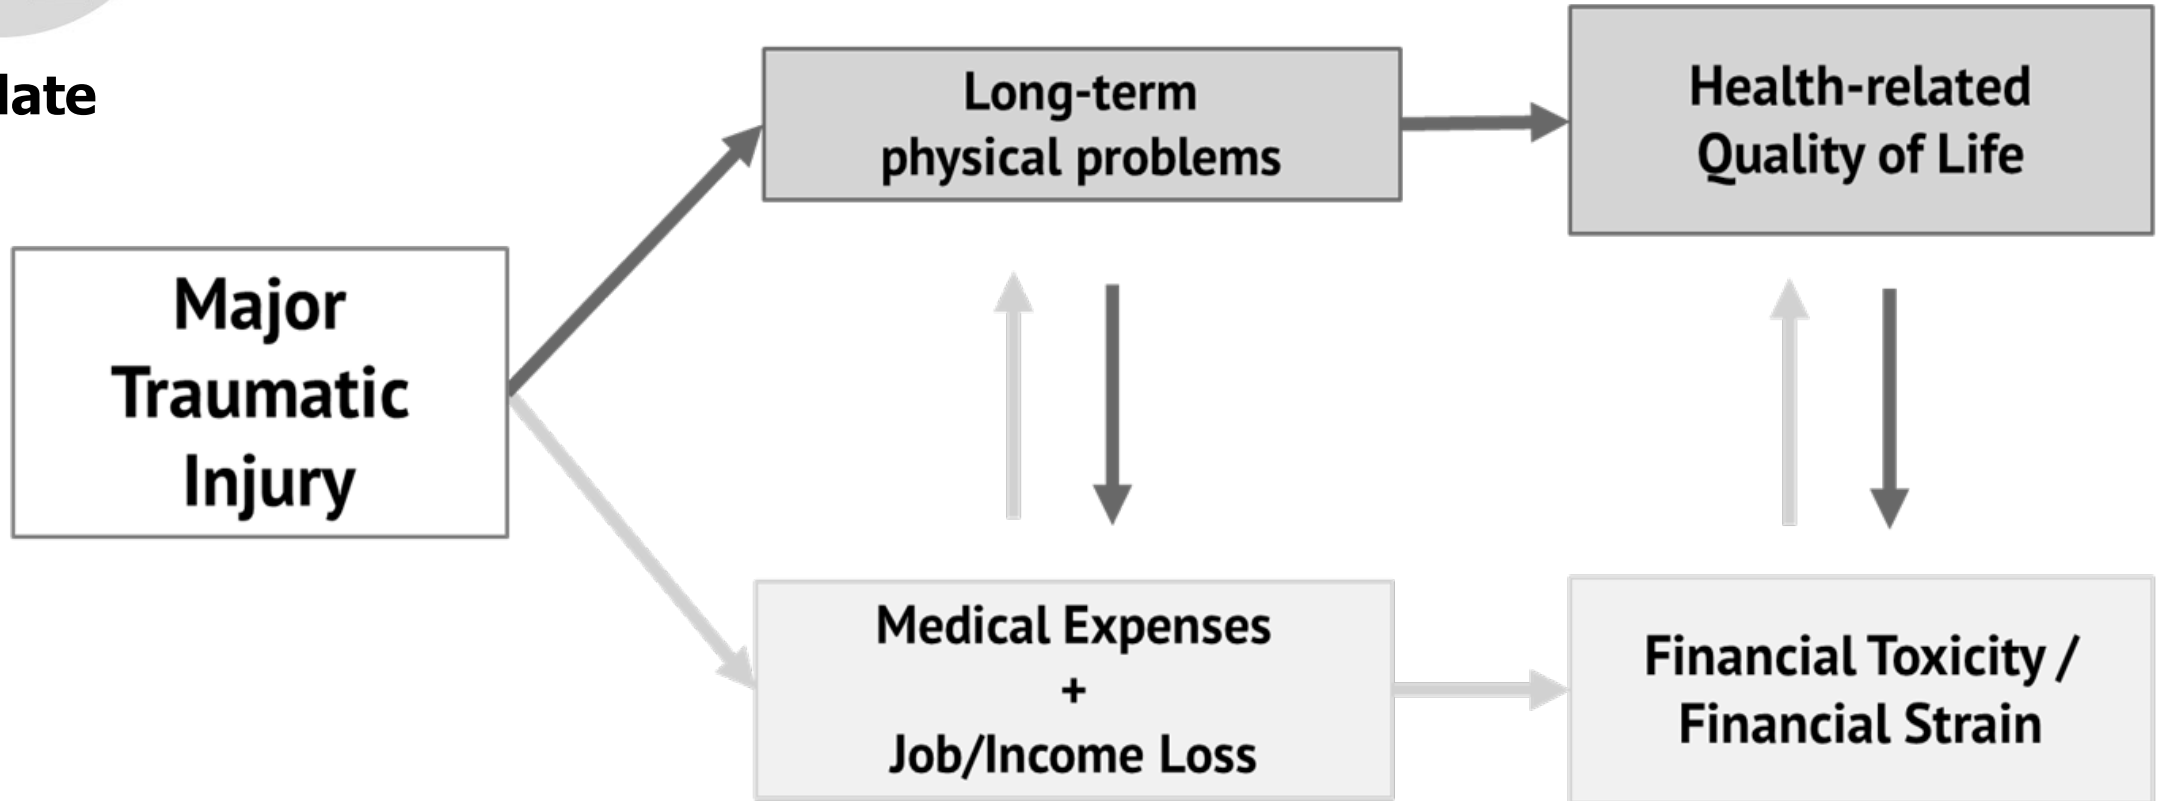 Long-term
physical problems
Health-related
Quality of Life
Major
Traumatic
Injury
Medical Expenses
+
Job/Income Loss
Financial Toxicity /
Financial Strain